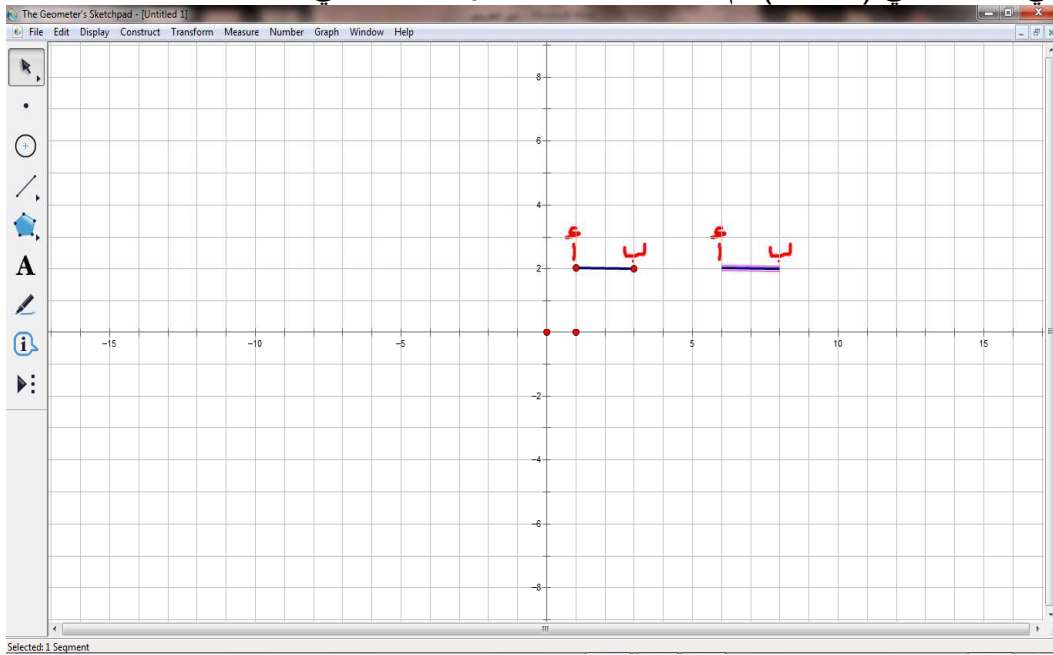 The Geometer's Sketchpad - [Untitled 1]
File Edit Display Construct Transform Measure Number Graph Window Help
8
6
4
أ ب أ ب
2
-15 -10 -5 5 10 15
-2
-4
-6
-8
A
Selected: 1 Segment